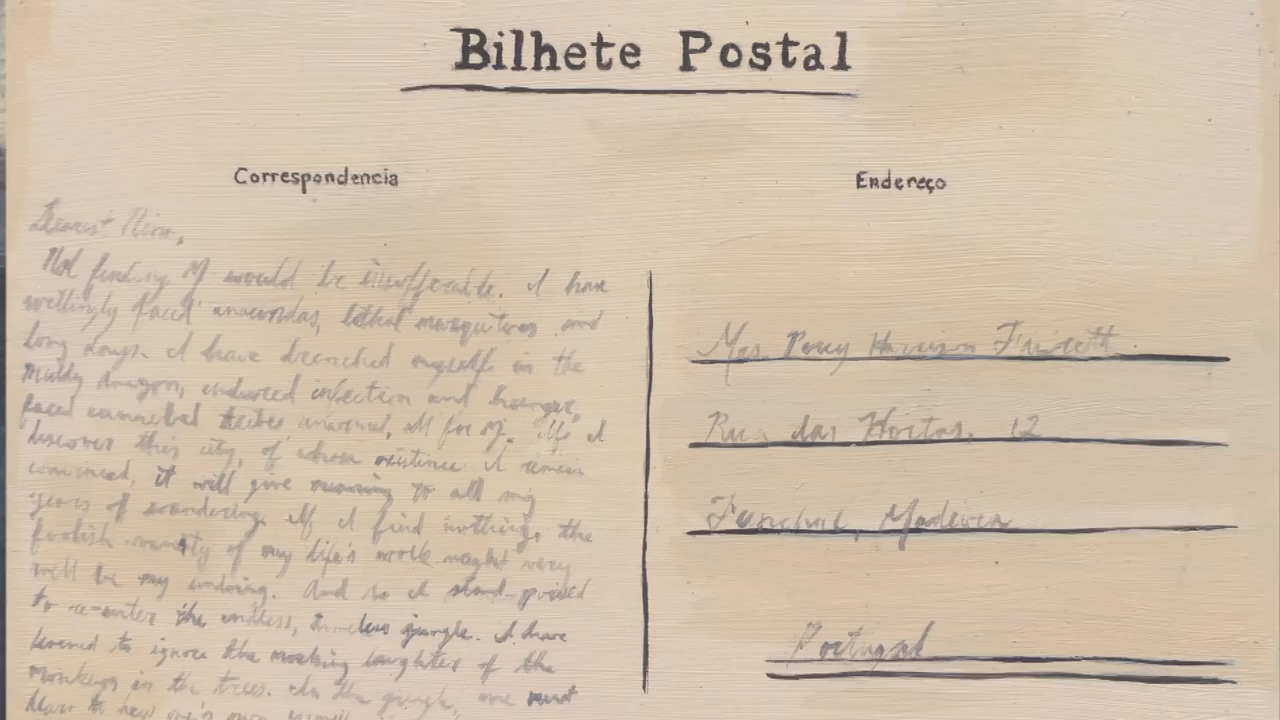 Bilhete Postal
Correspondencia
Endereço
Dearest Nina,
Not finding Z would be insufferable. I have
willingly faced anacondas, lethal mosquitoes and
long days. I have drenched myself in the
muddy Amazon, endured infection and hunger,
faced cannibal tribes unarmed, all for Z. If I
discover this city, of whose existence I remain
convinced, it will give meaning to all my
years of wandering. If I find nothing, the
foolish vanity of my life's work might very
well be my undoing. And so I stand poised
to re-enter the endless, timeless jungle. I have
learned to ignore the mocking laughter of the
monkeys in the trees. In the jungle, one must
learn to keep one's own
Mrs. Percy Harrison Fawcett
Rua das Hortas, 12
Funchal, Madeira
Portugal